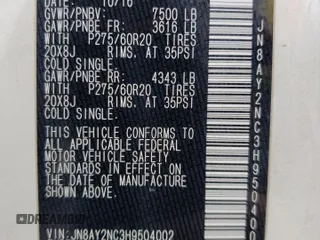 DATE: 10/16
GVWR/PNBV: 7500 LB
GAWR/PNBE FR: 3616 LB
WITH P275/60R20 TIRES
20X8J RIMS. AT 35PSI
COLD SINGLE.
GAWR/PNBE RR: 4343 LB
WITH P275/60R20 TIRES
20X8J RIMS, AT 35PSI
COLD SINGLE.
THIS VEHICLE CONFORMS TO
ALL APPLICABLE FEDERAL
MOTOR VEHICLE SAFETY
STANDARDS IN EFFECT ON
THE DATE OF MANUFACTURE
SHOWN ABOVE.
VIN: JN8AY2NC3H9504002
JN8AY2NC3H950400
DREAMBID